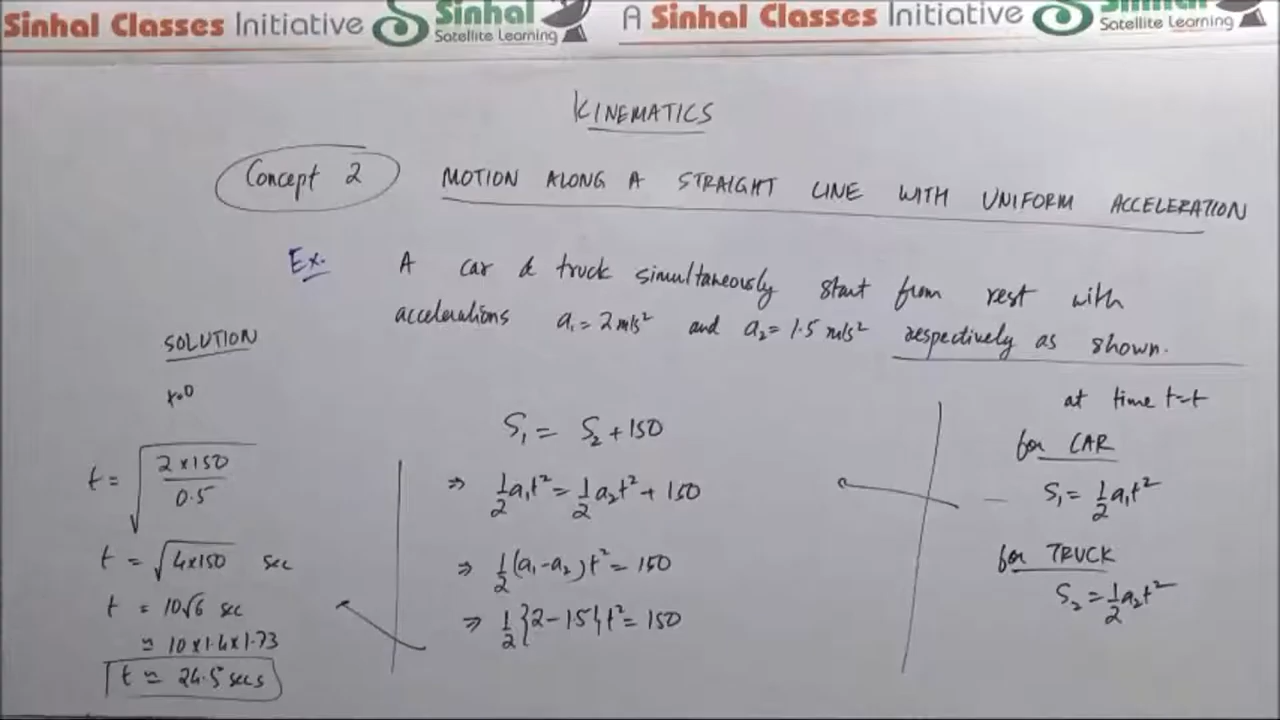 Sinhal Classes Initiative Sinhal Satellite Learning A Sinhal Classes Initiative Sinhal Satellite Learning
KINEMATICS
Concept 2 MOTION ALONG A STRAIGHT LINE WITH UNIFORM ACCELERATION
Ex. A car & truck simultaneously start from rest with
accelerations a₁ = 2 m/s² and a₂ = 1.5 m/s² respectively as shown.
SOLUTION
at time t=t
for CAR
S₁ = ½a₁t²
for TRUCK
S₂ = ½a₂t²
S₁ = S₂ + 150
⇒ ½a₁t² = ½a₂t² + 150
⇒ ½(a₁-a₂)t² = 150
⇒ ½{2-1.5}t² = 150
t = √(2×150/0.5)
t = √4×150 sec
t = 10√6 sec
≃ 10×1.4×1.73
t ≃ 24.5 secs